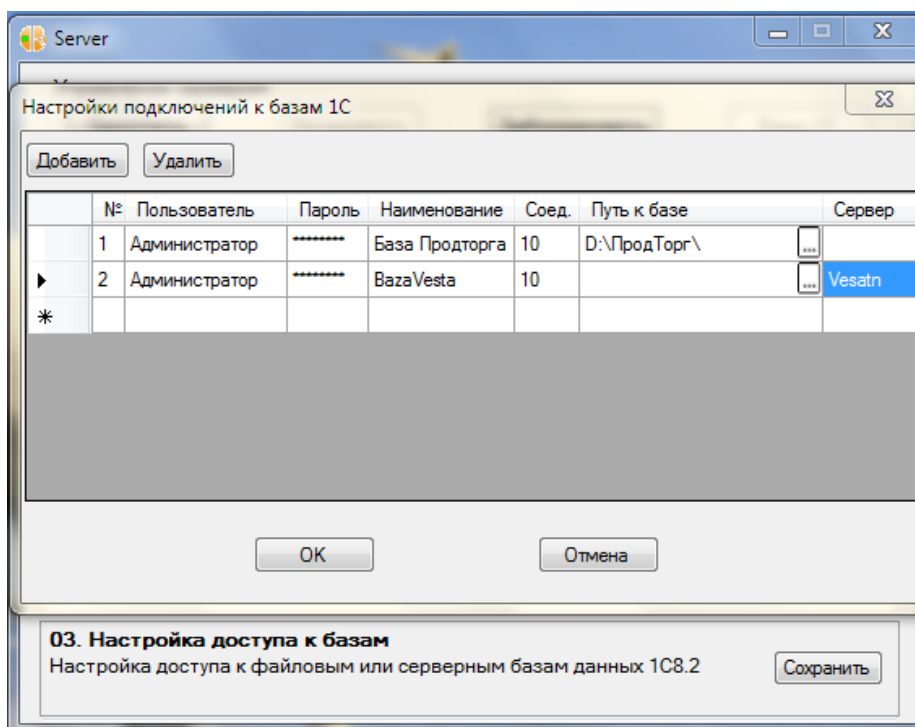 Server
Настройки подключений к базам 1С
Добавить Удалить
№ Пользователь Пароль Наименование Соед. Путь к базе Сервер
1 Администратор ******** База Продторга 10 D:\ПродТорг\ ...
2 Администратор ******** BazaVesta 10 ... Vesatn
OK Отмена
03. Настройка доступа к базам
Настройка доступа к файловым или серверным базам данных 1С8.2
Сохранить